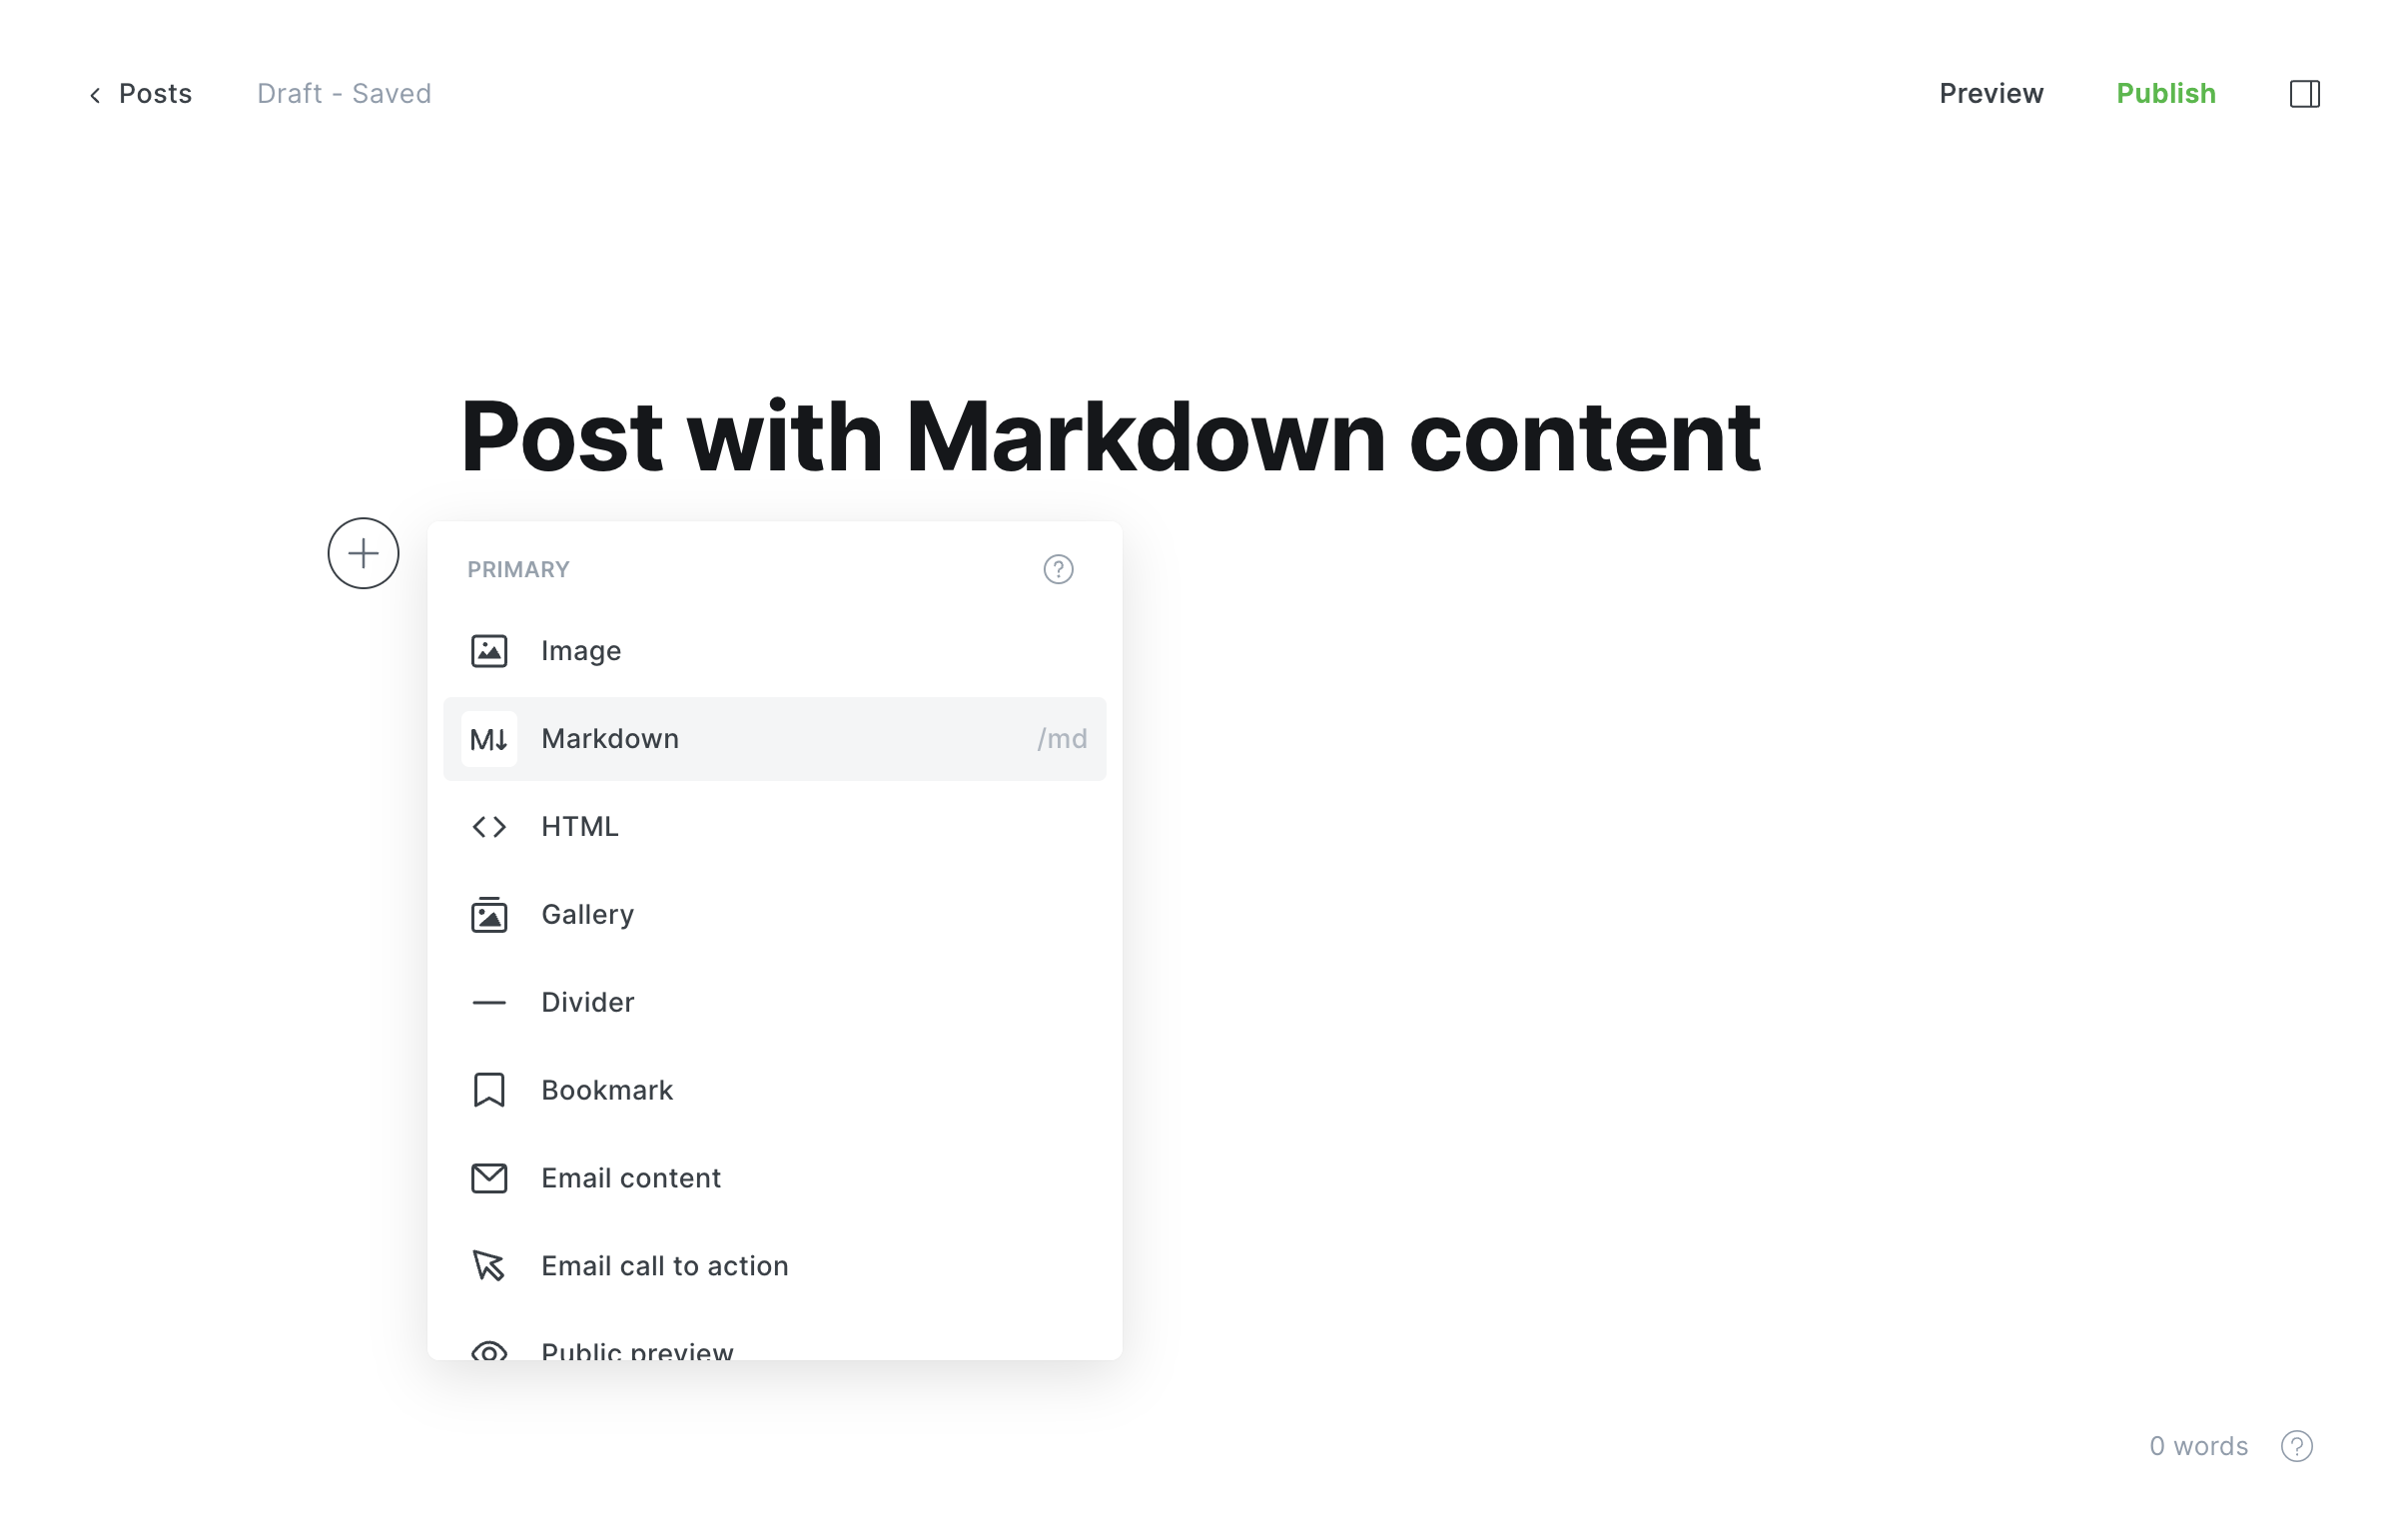 Posts
Draft - Saved
Preview
Publish
Post with Markdown content
PRIMARY
Image
M↓ Markdown /md
HTML
Gallery
Divider
Bookmark
Email content
Email call to action
Public preview
0 words